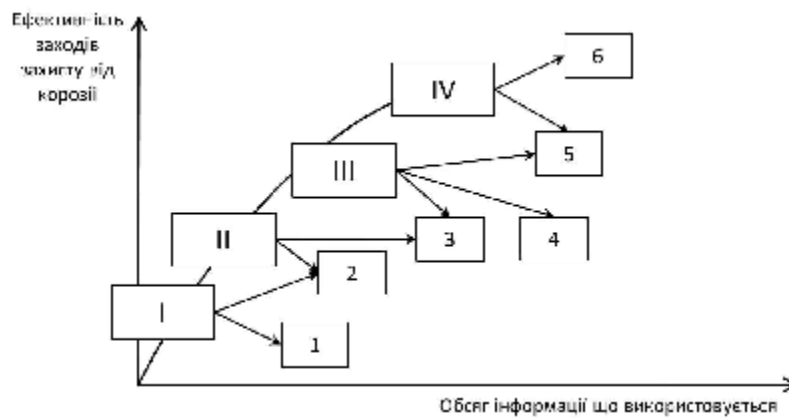 Ефективність
заходів
захисту від
корозії
6
IV
5
III
3
4
II
2
I
1
Обсяг інформації що використовується